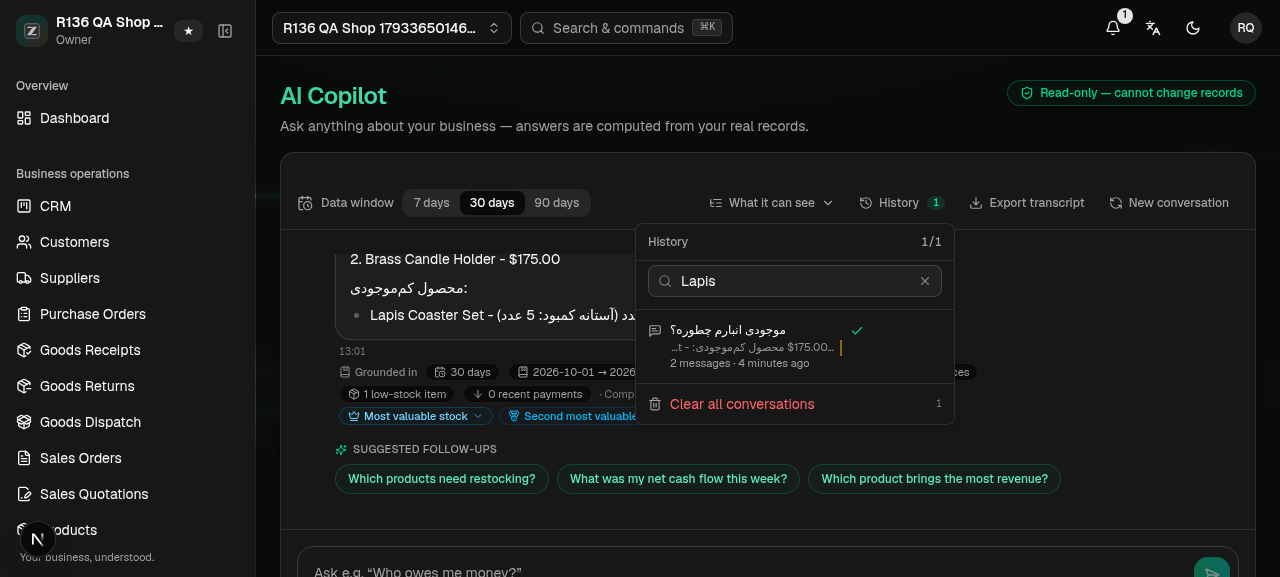 R136 QA Shop ...
Owner
Overview
Dashboard
Business operations
CRM
Customers
Suppliers
Purchase Orders
Goods Receipts
Goods Returns
Goods Dispatch
Sales Orders
Sales Quotations
oducts
Your business, understood.
R136 QA Shop 17933650146...
Search & commands ⌘K
1
RQ
AI Copilot
Read-only — cannot change records
Ask anything about your business — answers are computed from your real records.
Data window 7 days 30 days 90 days
What it can see
History 1
Export transcript
New conversation
2. Brass Candle Holder - $175.00
محصول کم‌موجودی:
Lapis Coaster Set - (آستانه کمبود: 5 عدد)
13:01
Grounded in 30 days 2026-10-01 → 2026
1 low-stock item 0 recent payments · Comp
Most valuable stock Second most valuable
SUGGESTED FOLLOW-UPS
Which products need restocking? What was my net cash flow this week? Which product brings the most revenue?
Ask e.g. “Who owes me money?”
History 1/1
Lapis
موجودی انبارم چطوره؟
…$175.00 محصول کم‌موجودی: - t…
2 messages · 4 minutes ago
Clear all conversations 1